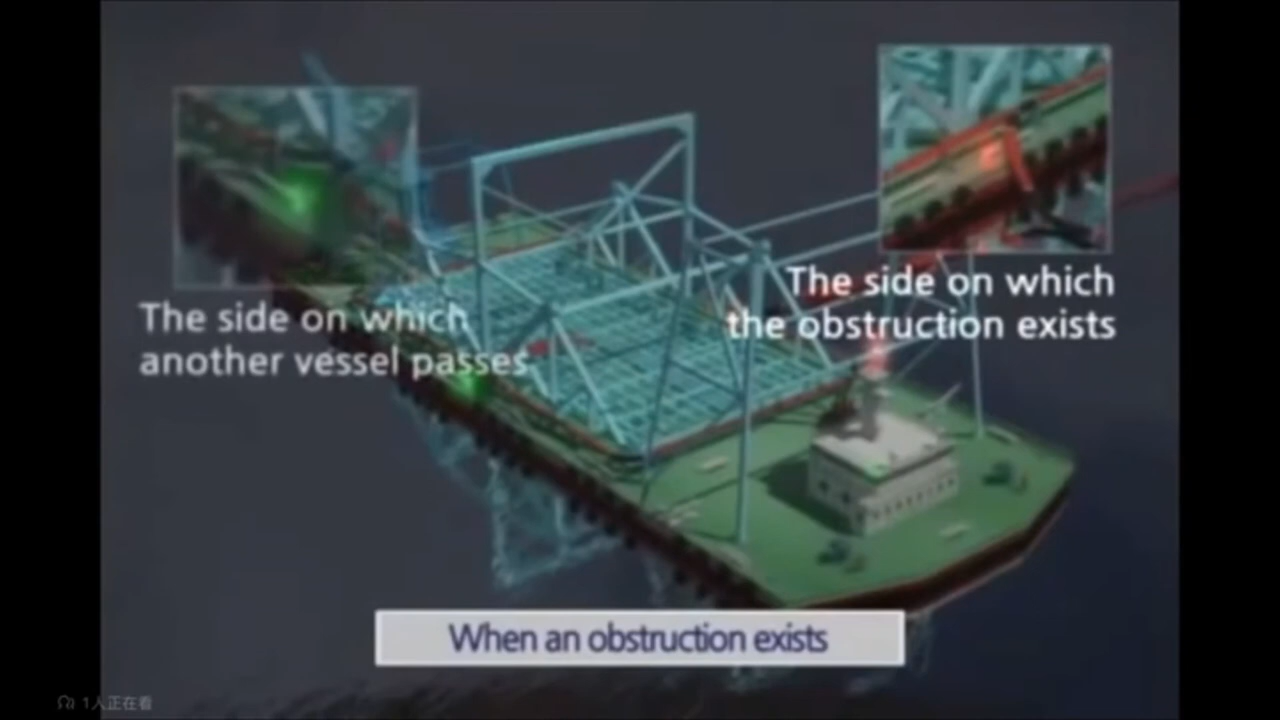 The side on which
another vessel passes
The side on which
the obstruction exists
When an obstruction exists
1人正在看